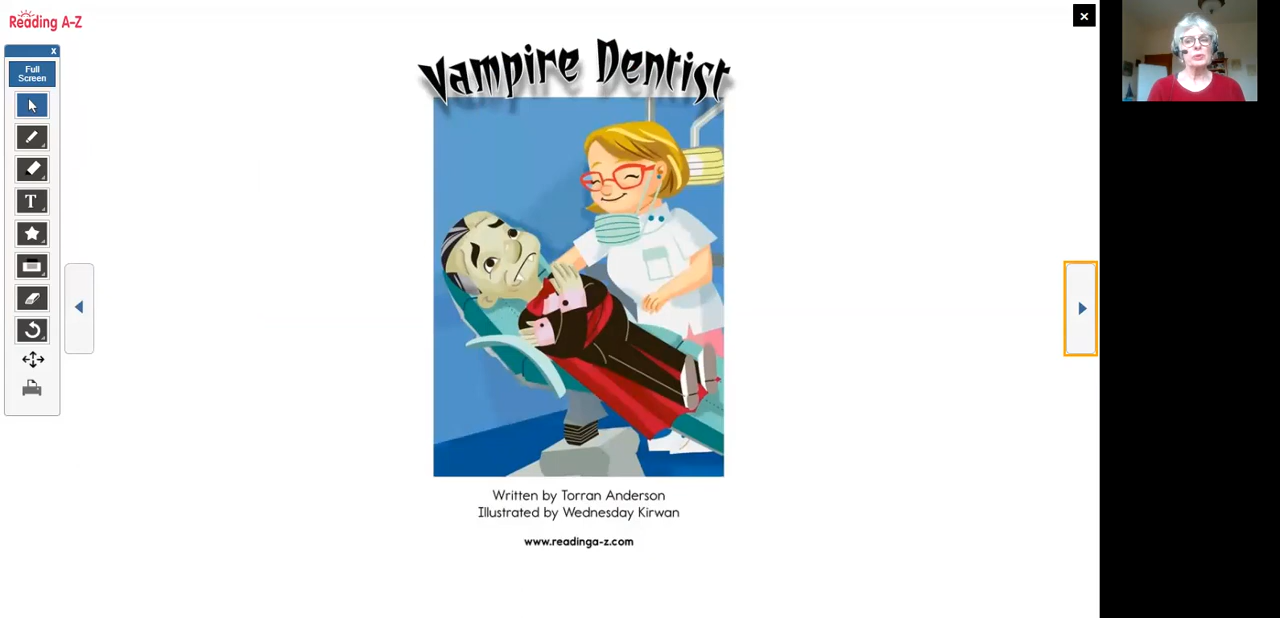 Reading A-Z
x
Full
Screen
T
Vampire Dentist
Written by Torran Anderson
Illustrated by Wednesday Kirwan
www.readinga-z.com